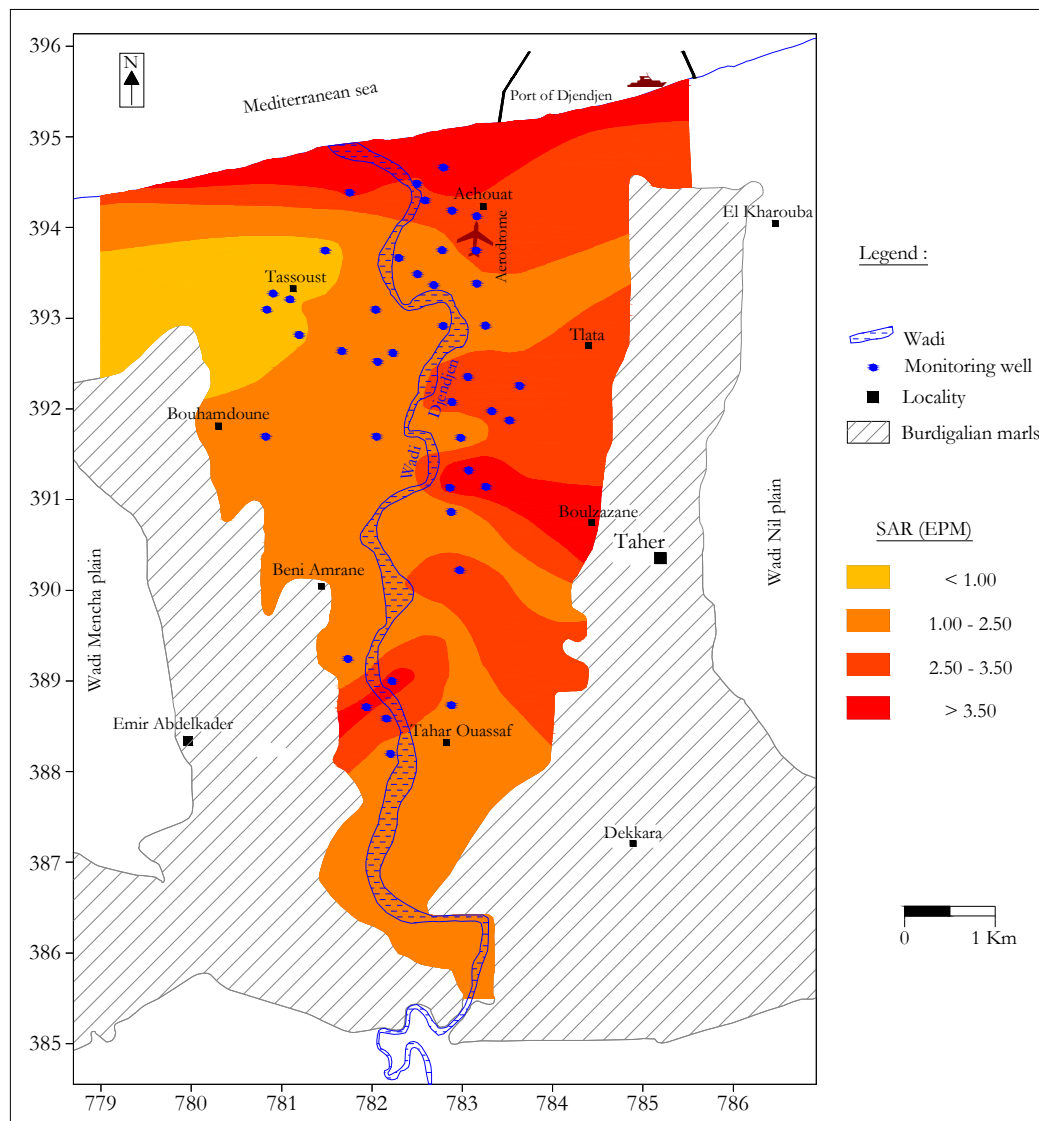 396
395
394
393
392
391
390
389
388
387
386
385
779
780
781
782
783
784
785
786
N
Mediterranean sea
Port of Djendjen
Achouat
Aerodrome
El Kharouba
Tassoust
Tlata
Bouhamdoune
Wadi Djendjen
Boulzazane
Taher
Beni Amrane
Wadi Mencha plain
Wadi Nil plain
Emir Abdelkader
Tahar Ouassaf
Dekkara
Legend :
Wadi
Monitoring well
Locality
Burdigalian marls
SAR (EPM)
< 1.00
1.00 - 2.50
2.50 - 3.50
> 3.50
0 1 Km